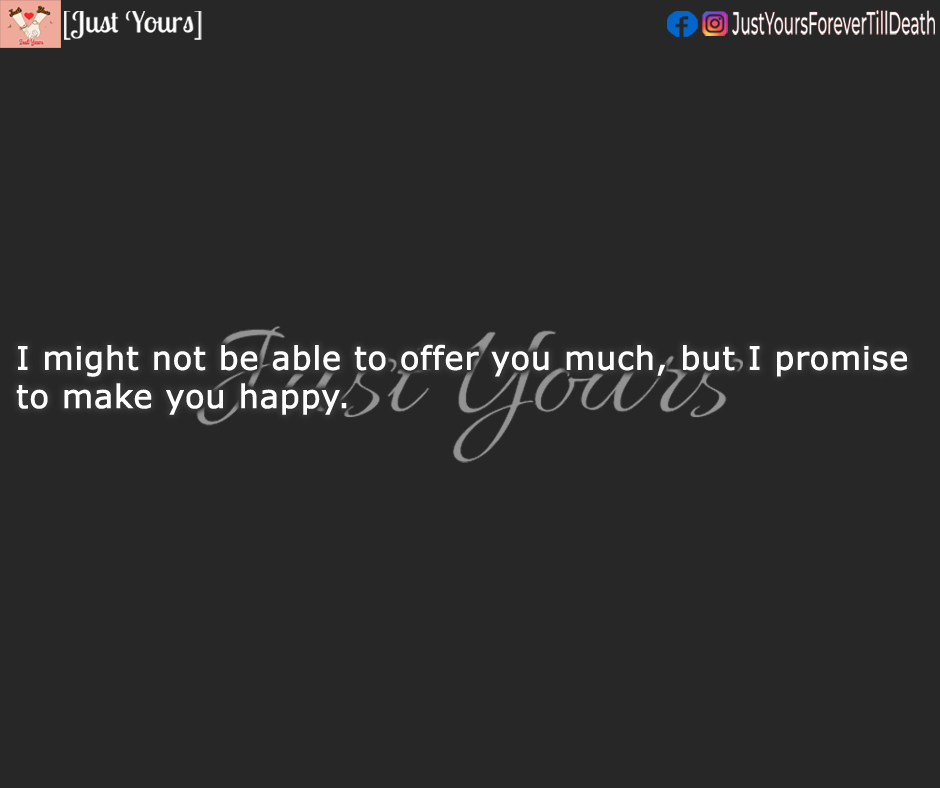 [Just Yours]
JustYoursForeverTillDeath
I might not be able to offer you much, but I promise
to make you happy.
Just Yours
Just Yours